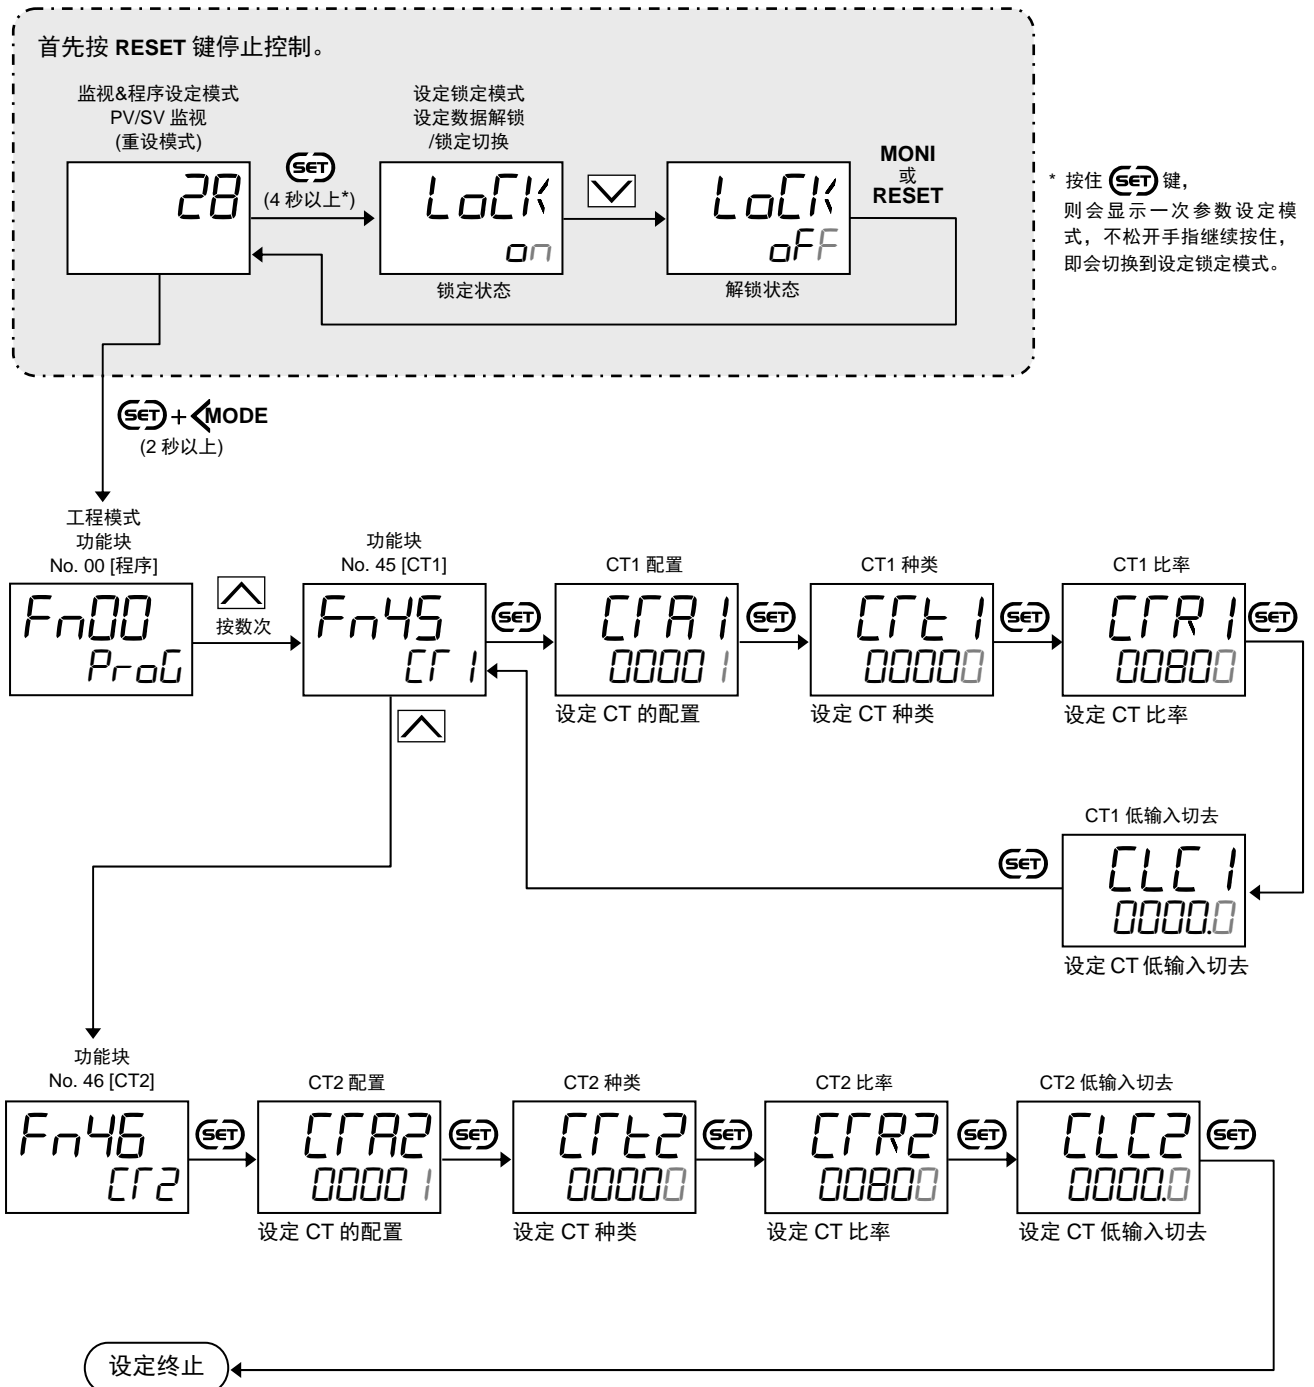 首先按 RESET 键停止控制。
监视&程序设定模式
PV/SV 监视
(重设模式)
28
SET
(4 秒以上*)
设定锁定模式
设定数据解锁
/锁定切换
LoCK
on
锁定状态
LoCK
oFF
解锁状态
MONI
或
RESET
* 按住 SET 键，
则会显示一次参数设定模
式，不松开手指继续按住，
即会切换到设定锁定模式。
SET + MODE
(2 秒以上)
工程模式
功能块
No. 00 [程序]
Fn00
ProG
按数次
功能块
No. 45 [CT1]
Fn45
CT1
SET
CT1 配置
CTA1
00001
设定 CT 的配置
SET
CT1 种类
CTt1
00000
设定 CT 种类
SET
CT1 比率
CTR1
00800
设定 CT 比率
SET
CT1 低输入切去
CLC1
0000.0
设定 CT 低输入切去
SET
功能块
No. 46 [CT2]
Fn46
CT2
SET
CT2 配置
CTA2
00001
设定 CT 的配置
SET
CT2 种类
CTt2
00000
设定 CT 种类
SET
CT2 比率
CTR2
00800
设定 CT 比率
SET
CT2 低输入切去
CLC2
0000.0
设定 CT 低输入切去
SET
设定终止